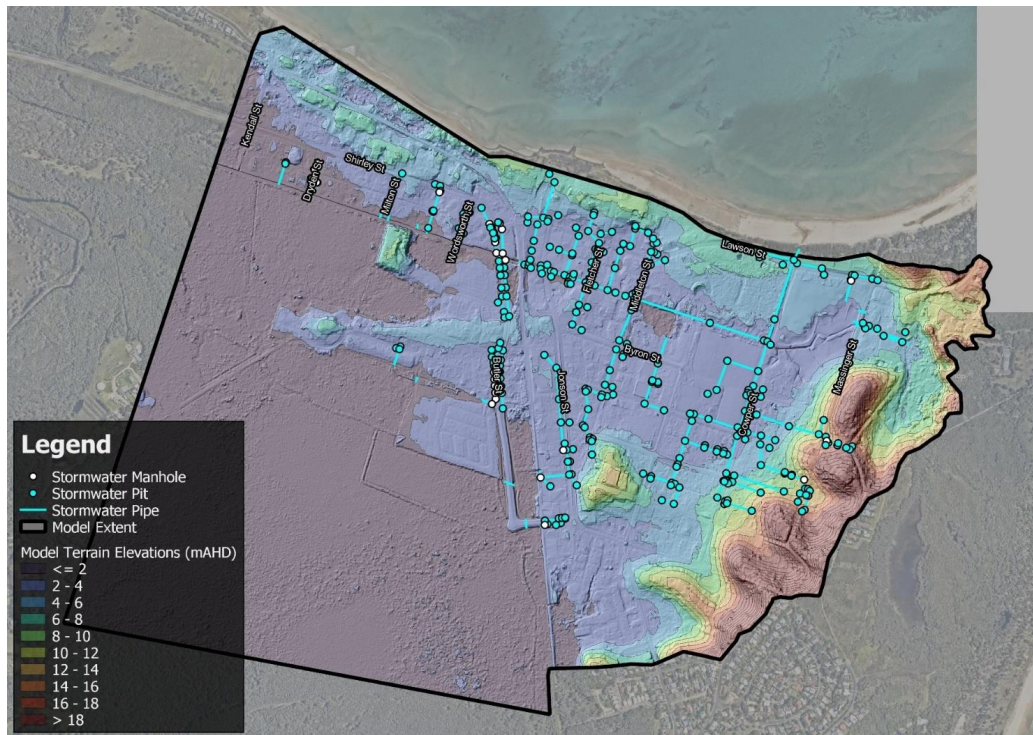 Kendall St
Dryden St
Shirley St
Milton St
Wordsworth St
Fletcher St
Middleton St
Lawson St
Byron St
Massinger St
Butler St
Jonson St
Cowper St
Legend
Stormwater Manhole
Stormwater Pit
Stormwater Pipe
Model Extent
Model Terrain Elevations (mAHD)
<= 2
2 - 4
4 - 6
6 - 8
8 - 10
10 - 12
12 - 14
14 - 16
16 - 18
> 18